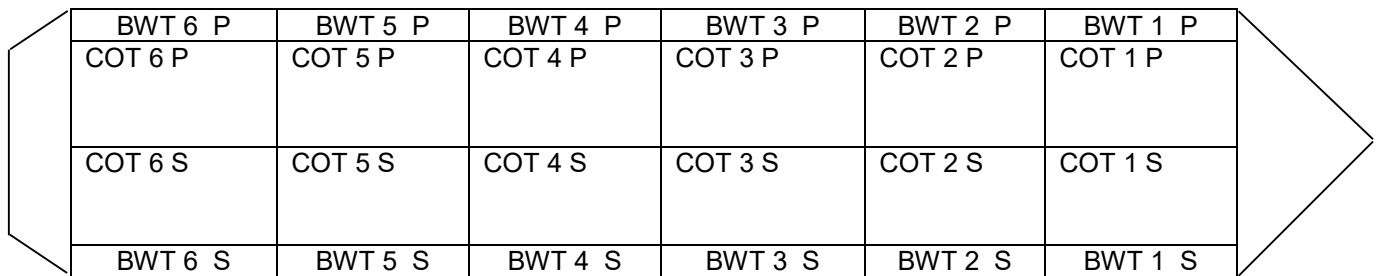 BWT 6 P BWT 5 P BWT 4 P BWT 3 P BWT 2 P BWT 1 P
COT 6 P COT 5 P COT 4 P COT 3 P COT 2 P COT 1 P
COT 6 S COT 5 S COT 4 S COT 3 S COT 2 S COT 1 S
BWT 6 S BWT 5 S BWT 4 S BWT 3 S BWT 2 S BWT 1 S